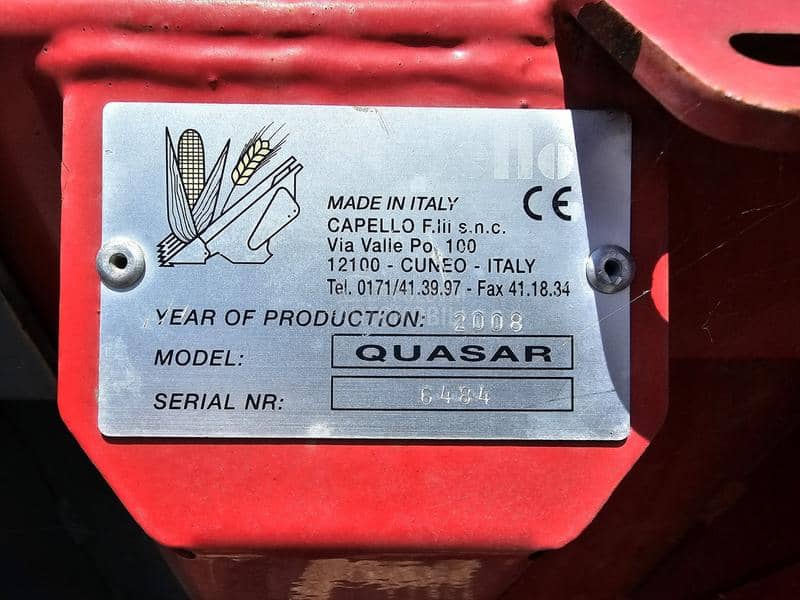 llo
MADE IN ITALY
CE
CAPELLO F.lli s.n.c.
Via Valle Po, 100
12100 - CUNEO - ITALY
Tel. 0171/41.39.97 - Fax 41.18.34
YEAR OF PRODUCTION: 2008
MODEL: QUASAR
SERIAL NR: 6484